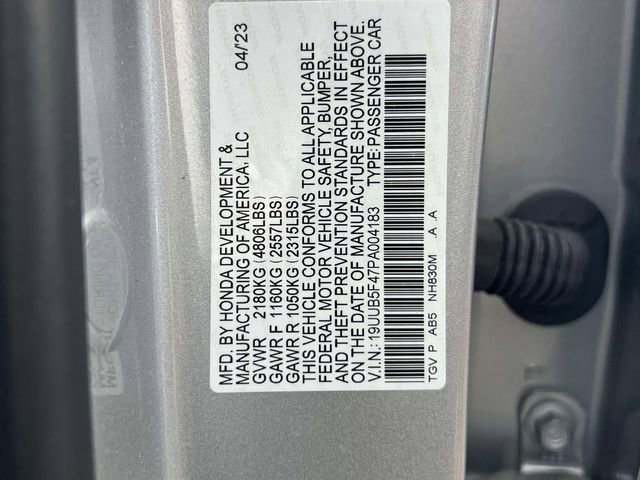 MFD. BY HONDA DEVELOPMENT & 04/'23
MANUFACTURING OF AMERICA, LLC
GVWR 2180KG (4806LBS)
GAWR F 1160KG (2557LBS)
GAWR R 1050KG (2315LBS)
THIS VEHICLE CONFORMS TO ALL APPLICABLE
FEDERAL MOTOR VEHICLE SAFETY, BUMPER,
AND THEFT PREVENTION STANDARDS IN EFFECT
ON THE DATE OF MANUFACTURE SHOWN ABOVE.
V.I.N.: 19UUB5F47PA004183 TYPE: PASSENGER CAR
TGV P AB5 NH830M A A